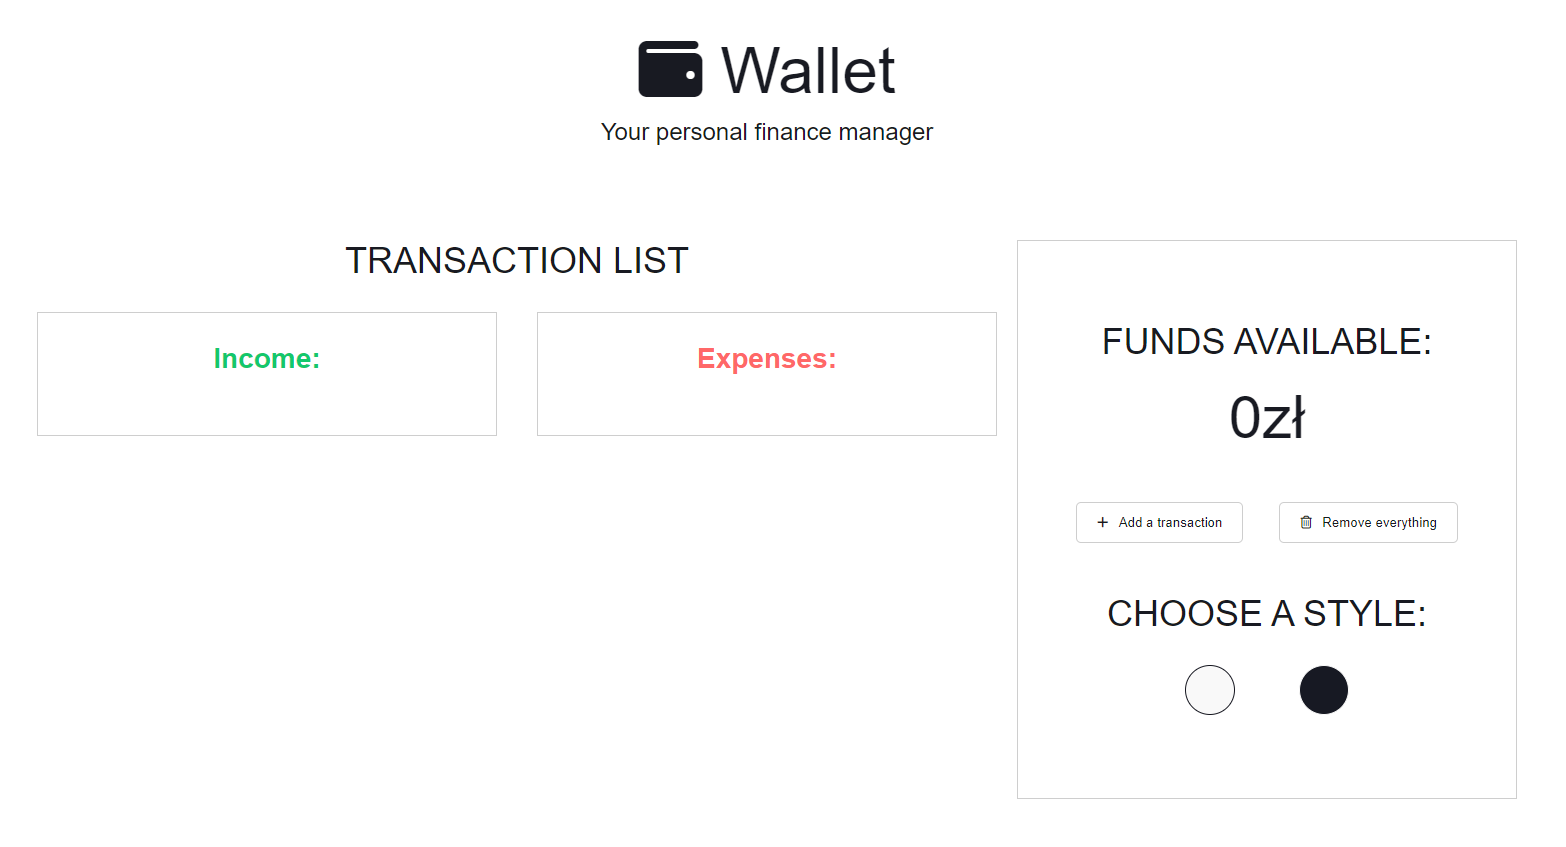 Wallet
Your personal finance manager
TRANSACTION LIST
Income:
Expenses:
FUNDS AVAILABLE:
0zł
Add a transaction
Remove everything
CHOOSE A STYLE: